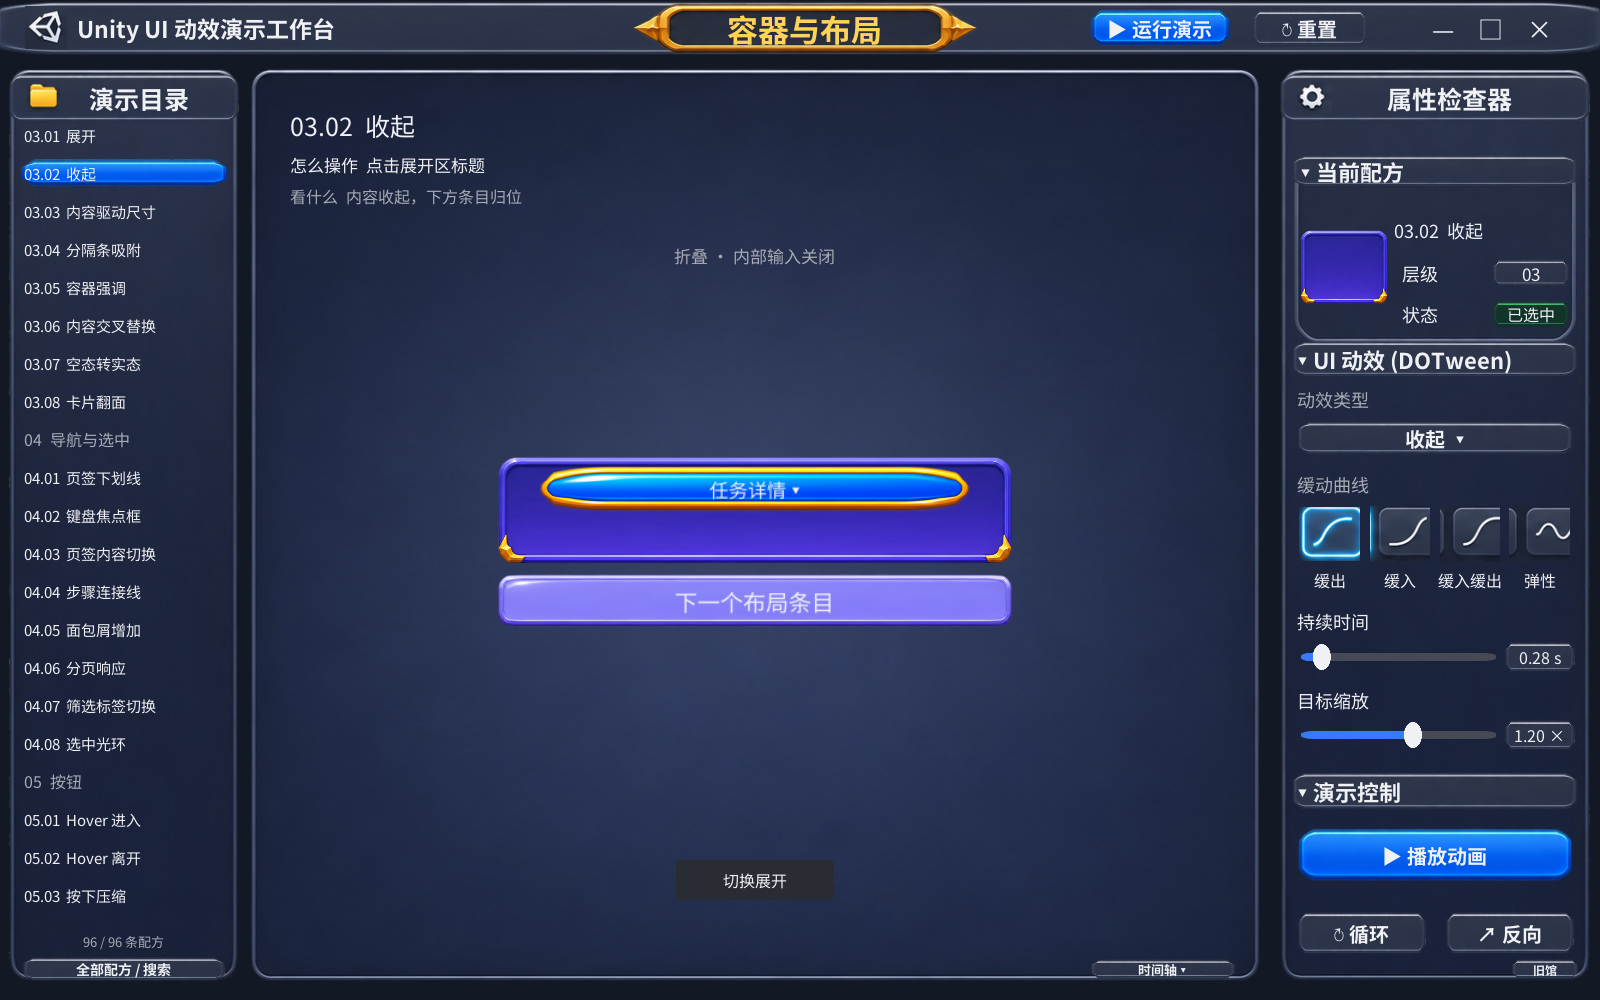 Unity UI 动效演示工作台
容器与布局
▶ 运行演示
重置
演示目录
03.01 展开
03.02 收起
03.03 内容驱动尺寸
03.04 分隔条吸附
03.05 容器强调
03.06 内容交叉替换
03.07 空态转实态
03.08 卡片翻面
04 导航与选中
04.01 页签下划线
04.02 键盘焦点框
04.03 页签内容切换
04.04 步骤连接线
04.05 面包屑增加
04.06 分页响应
04.07 筛选标签切换
04.08 选中光环
05 按钮
05.01 Hover 进入
05.02 Hover 离开
05.03 按下压缩
96 / 96 条配方
全部配方 / 搜索
03.02 收起
怎么操作 点击展开区标题
看什么 内容收起，下方条目归位
折叠 · 内部输入关闭
任务详情 ▾
下一个布局条目
切换展开
时间轴 ▾
属性检查器
▾ 当前配方
03.02 收起
层级 03
状态 已选中
▾ UI 动效 (DOTween)
动效类型
收起 ▾
缓动曲线
缓出 缓入 缓入缓出 弹性
持续时间
0.28 s
目标缩放
1.20 ×
▾ 演示控制
▶ 播放动画
循环
↗ 反向
旧馆